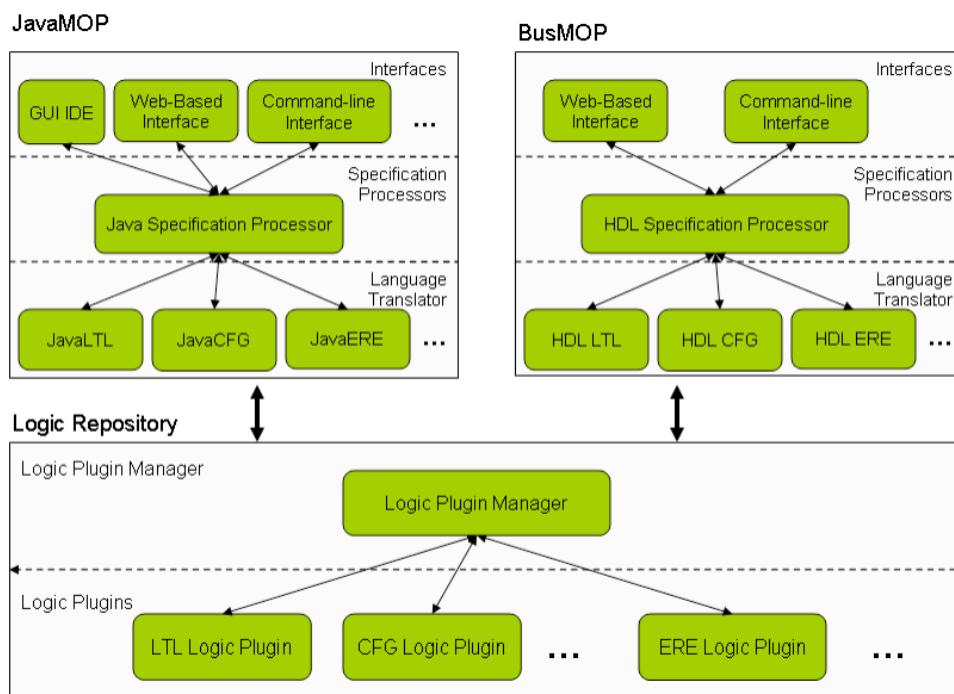 JavaMOP
Interfaces
GUI IDE
Web-Based
Interface
Command-line
Interface
...
Specification
Processors
Java Specification Processor
Language
Translator
JavaLTL
JavaCFG
JavaERE
...
BusMOP
Interfaces
Web-Based
Interface
Command-line
Interface
Specification
Processors
HDL Specification Processor
Language
Translator
HDL LTL
HDL CFG
HDL ERE
...
Logic Repository
Logic Plugin Manager
Logic Plugin Manager
Logic Plugins
LTL Logic Plugin
CFG Logic Plugin
...
ERE Logic Plugin
...